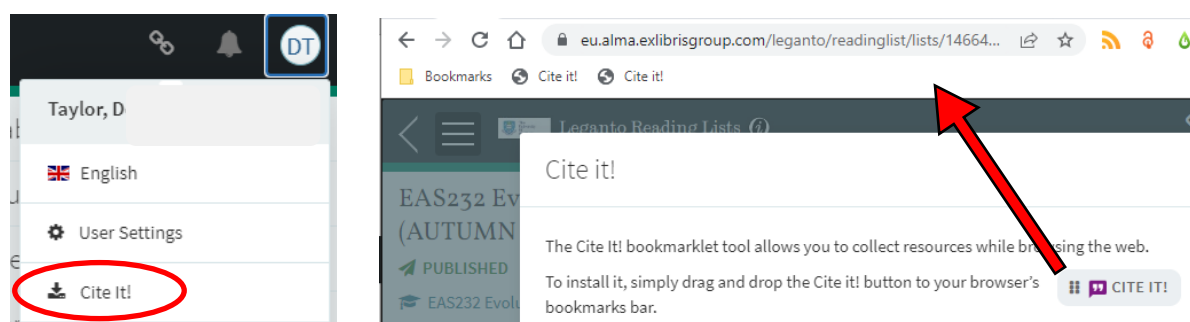 DT
Taylor, D
English
User Settings
Cite It!
eu.alma.exlibrisgroup.com/leganto/readinglist/lists/14664...
Bookmarks Cite it! Cite it!
Leganto Reading Lists
Cite it!
EAS232 Ev
(AUTUMN
PUBLISHED
EAS232 Evolu
The Cite It! bookmarklet tool allows you to collect resources while browsing the web.
To install it, simply drag and drop the Cite it! button to your browser's
bookmarks bar.
CITE IT!